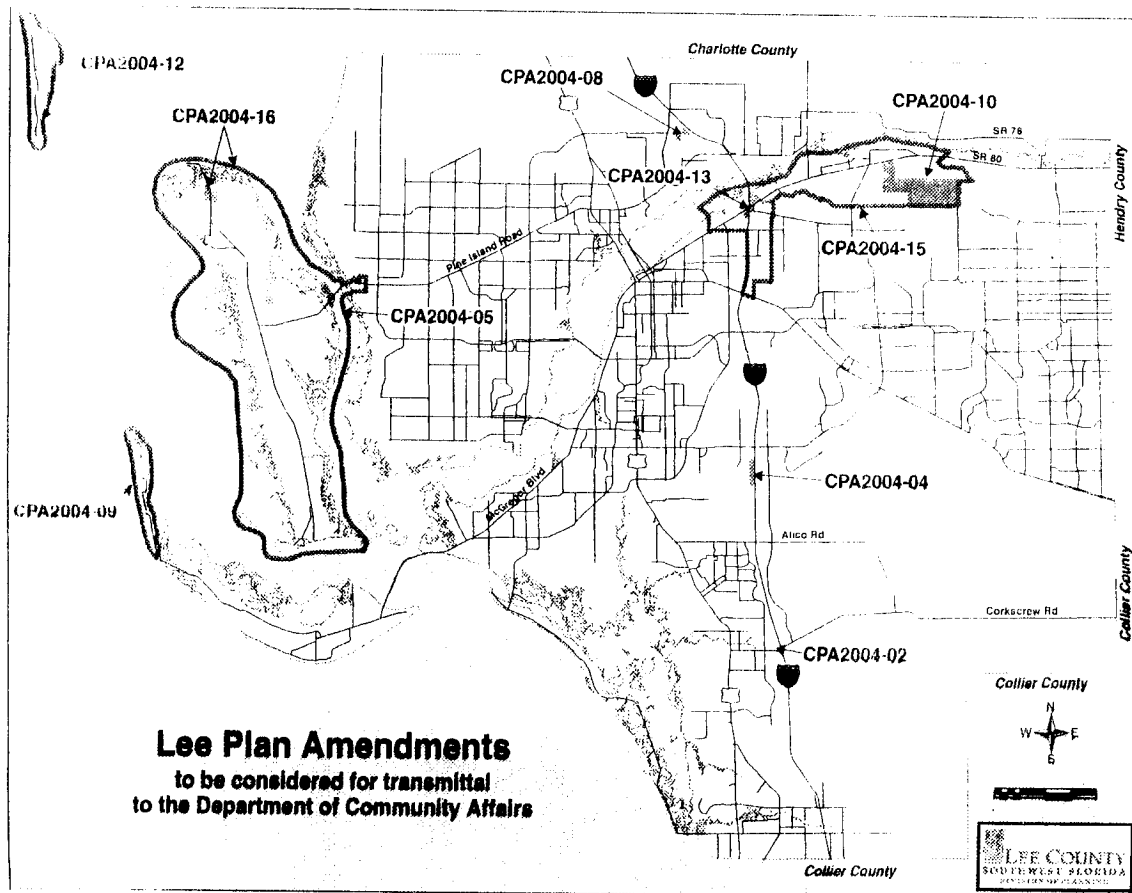 Charlotte County
CPA2004-12
CPA2004-08
CPA2004-10
CPA2004-16
SR 78
SR 80
CPA2004-13
Hendry County
CPA2004-15
Pine Island Road
CPA2004-05
CPA2004-04
CPA2004-09
McGregor Blvd
Alico Rd
Corkscrew Rd
Collier County
CPA2004-02
Collier County
N
W E
S
Lee Plan Amendments
to be considered for transmittal
to the Department of Community Affairs
Collier County
LEE COUNTY
SOUTHWEST FLORIDA
DIVISION OF PLANNING